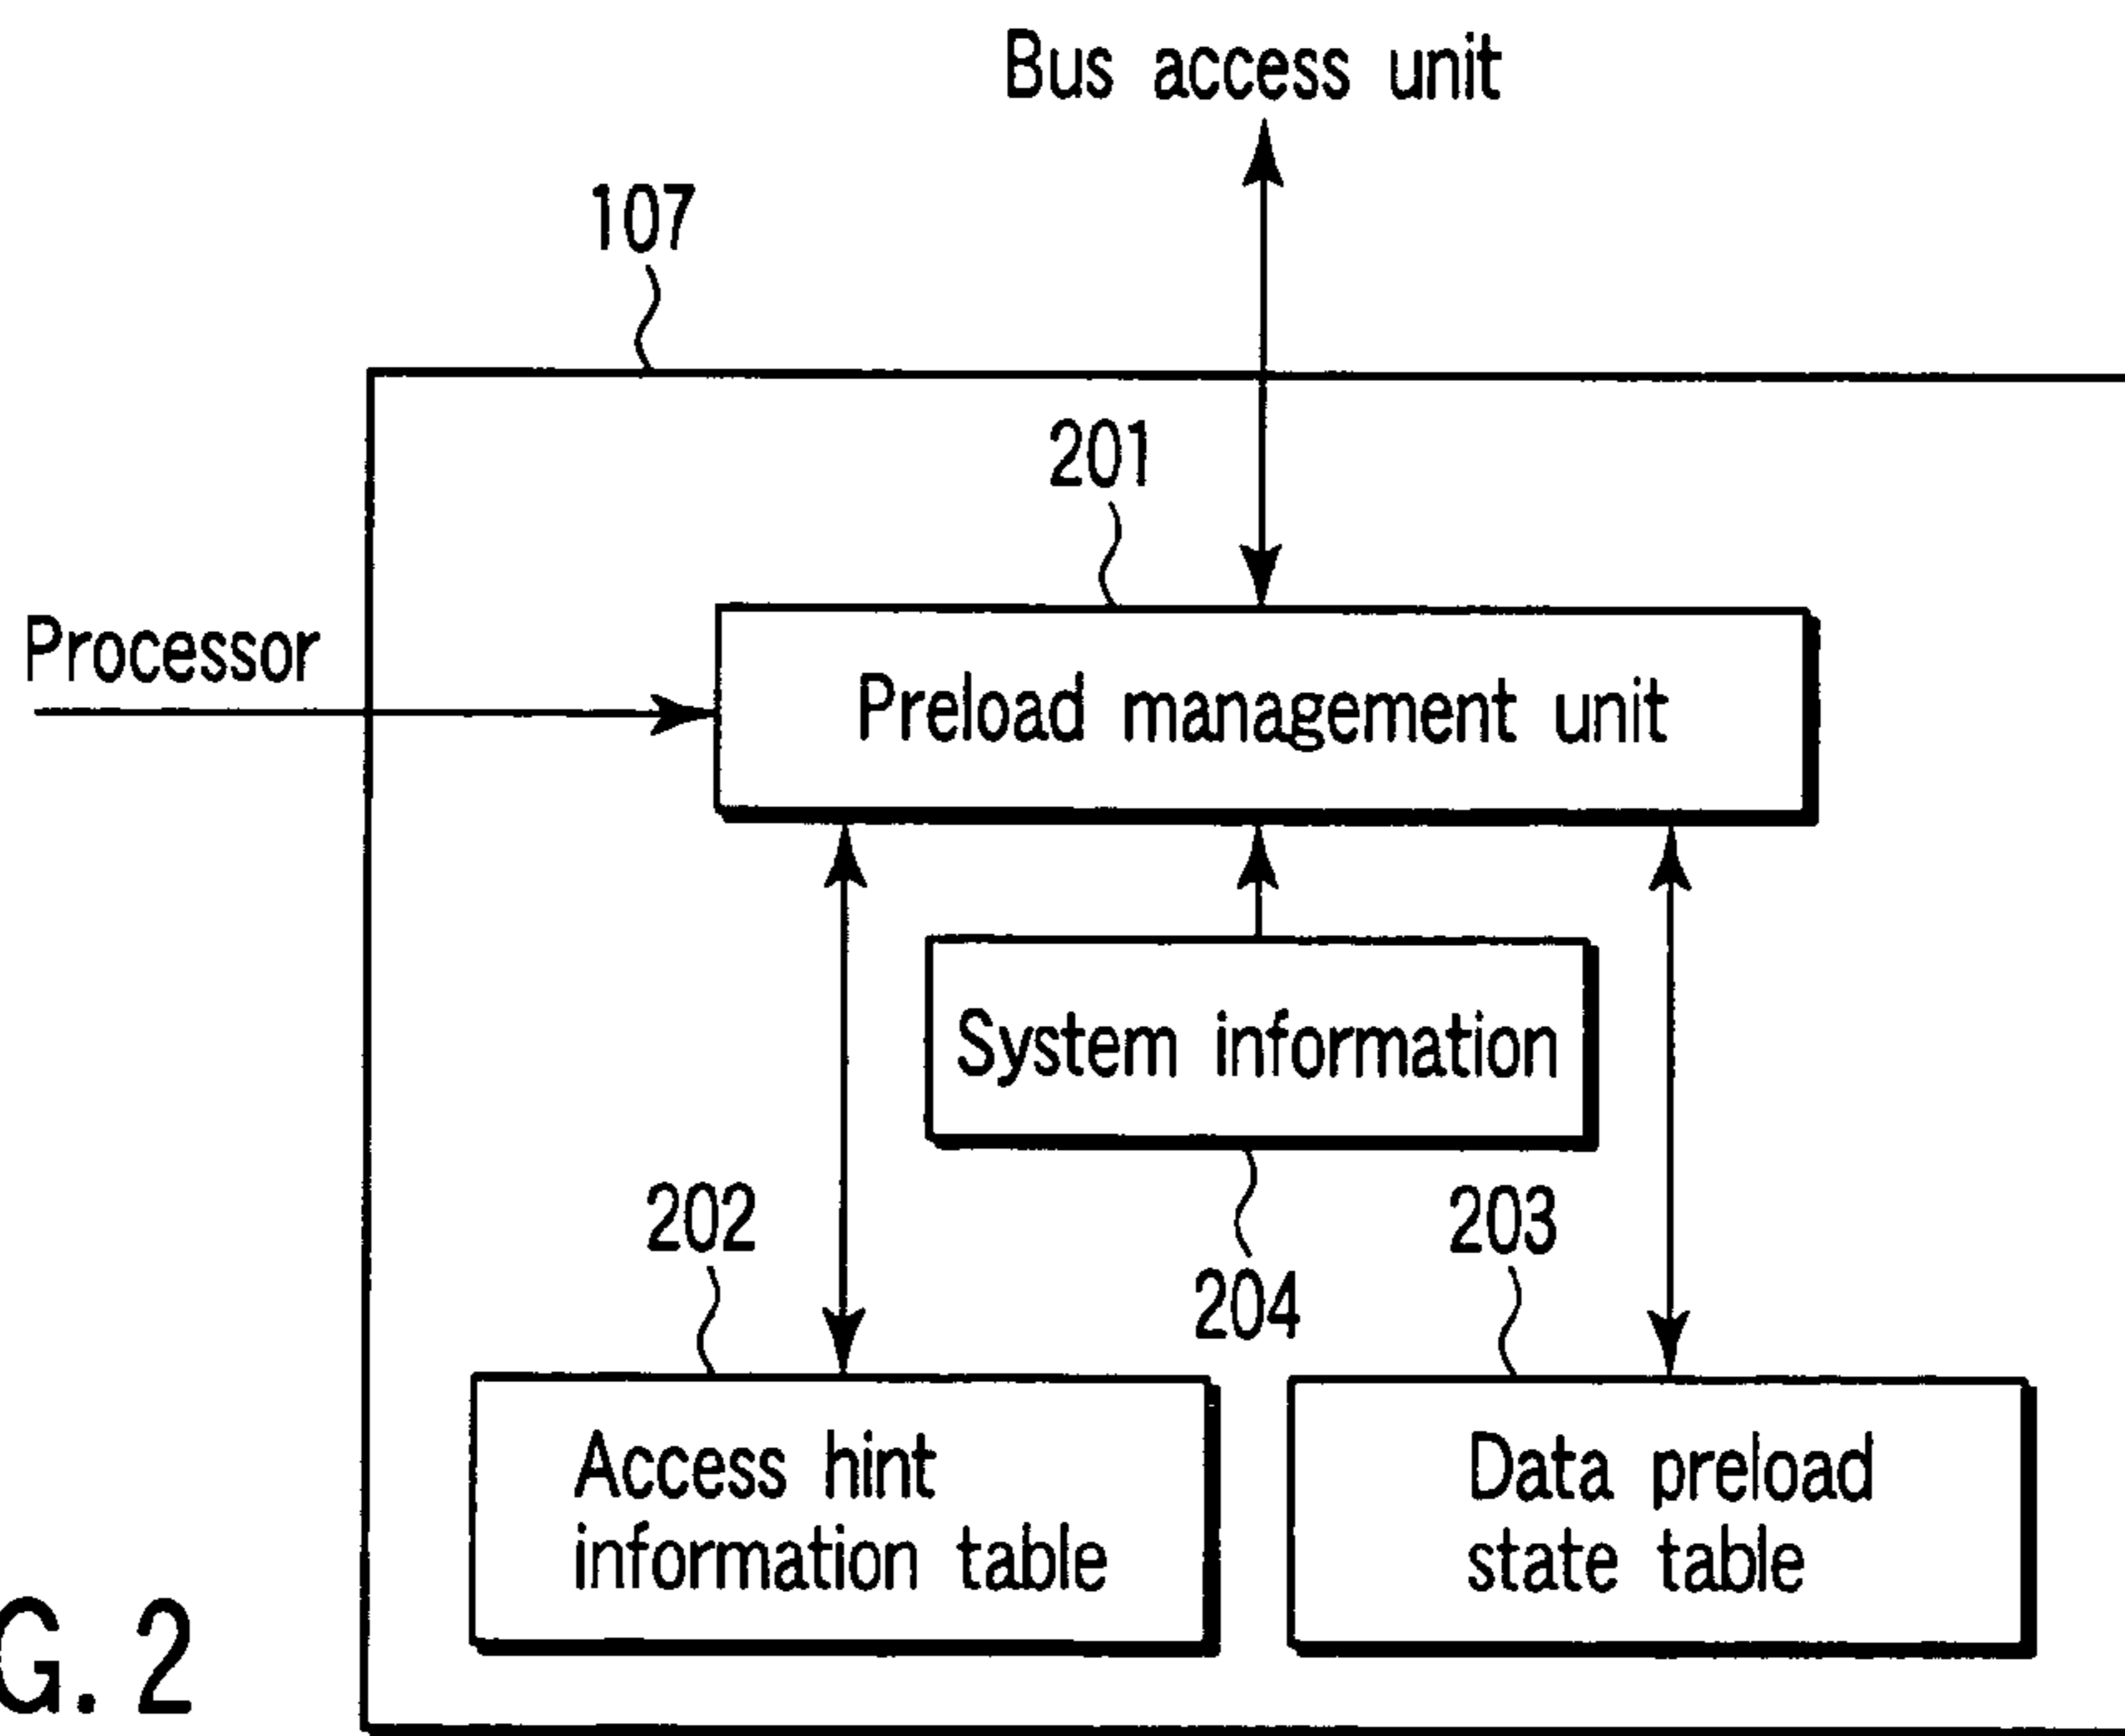 Bus access unit
107
201
Processor
Preload management unit
System information
202
203
204
Access hint
information table
Data preload
state table
G. 2